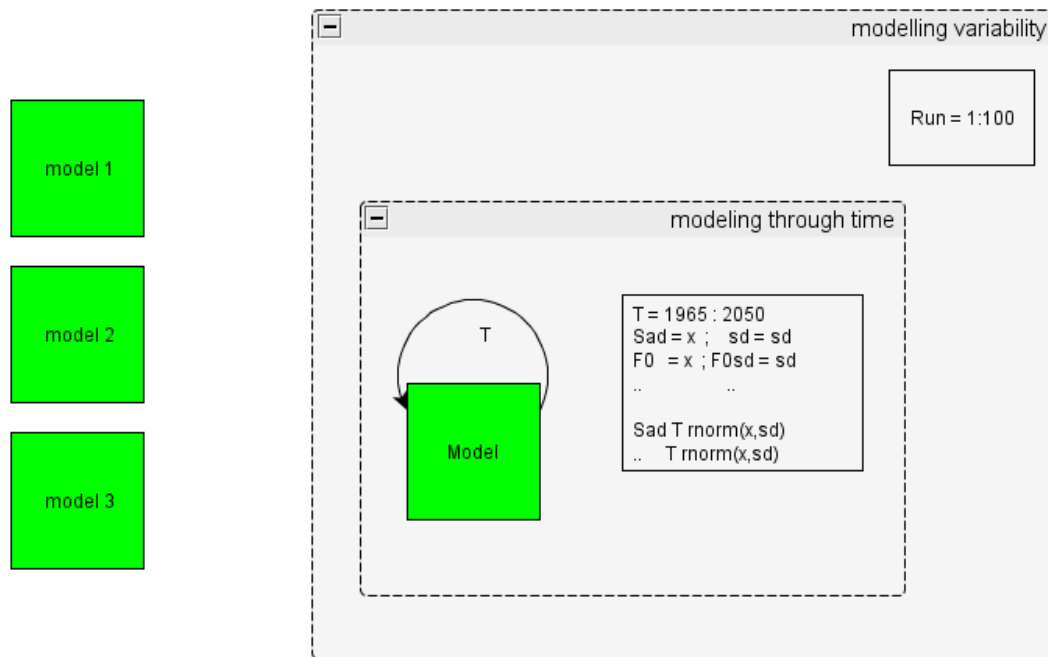 modelling variability
Run = 1:100
model 1
model 2
model 3
modeling through time
T
Model
T = 1965 : 2050
Sad = x ; sd = sd
F0 = x ; F0sd = sd
.. ..
Sad T rnorm(x,sd)
.. T rnorm(x,sd)